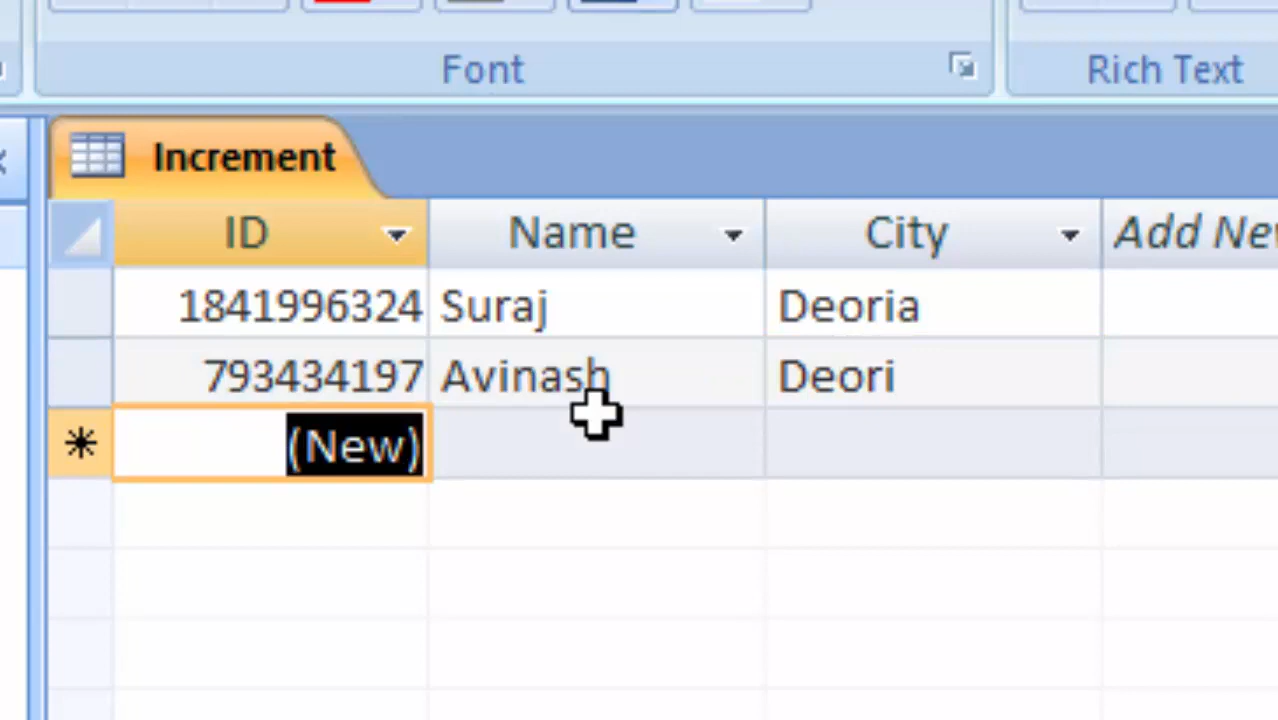 Font
Rich Text
Increment
ID Name City Add Ne
1841996324 Suraj Deoria
793434197 Avinash Deori
(New)